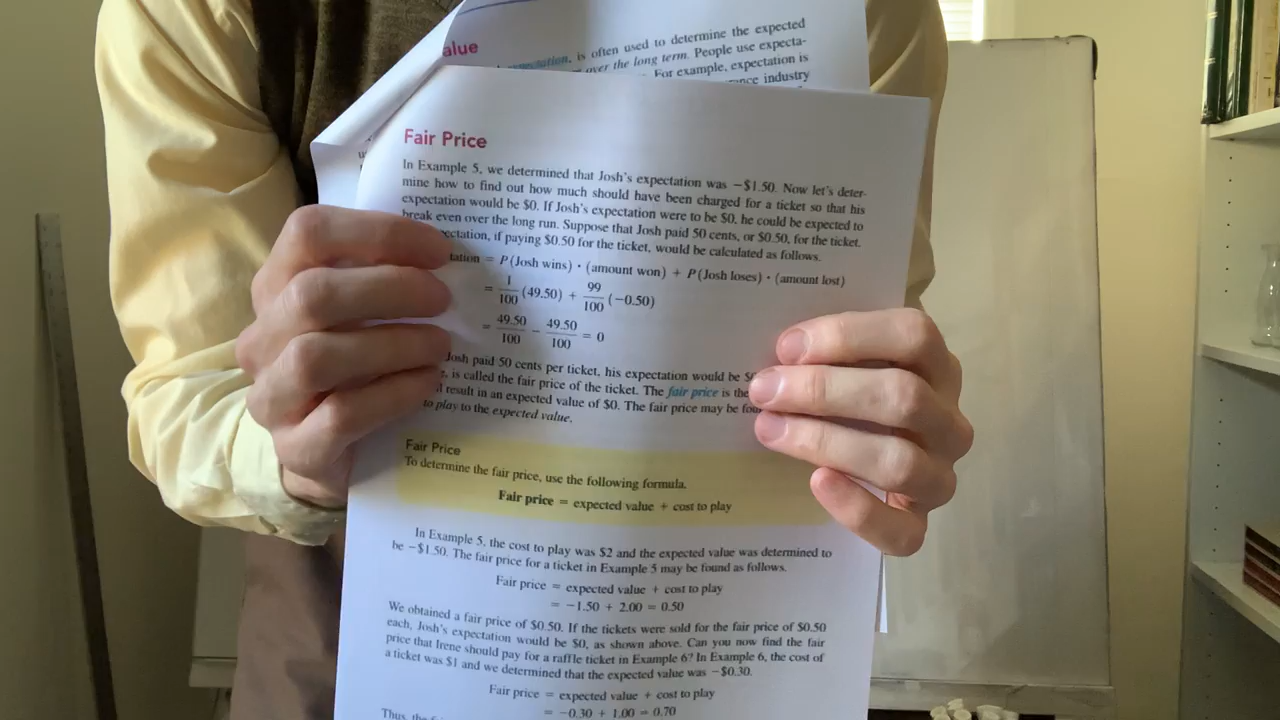 alue
is often used to determine the expected
over the long term. People use expecta-
For example, expectation is
industry
Fair Price
In Example 5, we determined that Josh's expectation was −$1.50. Now let's deter-
mine how to find out how much should have been charged for a ticket so that his
expectation would be $0. If Josh's expectation were to be $0, he could be expected to
break even over the long run. Suppose that Josh paid 50 cents, or $0.50, for the ticket.
ectation, if paying $0.50 for the ticket, would be calculated as follows.
tation = P(Josh wins) · (amount won) + P(Josh loses) · (amount lost)
= 1/100 (49.50) + 99/100 (−0.50)
= 49.50/100 − 49.50/100 = 0
Josh paid 50 cents per ticket, his expectation would be
is called the fair price of the ticket. The fair price is the
result in an expected value of $0. The fair price may be
to play to the expected value.
Fair Price
To determine the fair price, use the following formula.
Fair price = expected value + cost to play
In Example 5, the cost to play was $2 and the expected value was determined to
be −$1.50. The fair price for a ticket in Example 5 may be found as follows.
Fair price = expected value + cost to play
= −1.50 + 2.00 = 0.50
We obtained a fair price of $0.50. If the tickets were sold for the fair price of $0.50
each, Josh's expectation would be $0, as shown above. Can you now find the fair
price that Irene should pay for a raffle ticket in Example 6? In Example 6, the cost of
a ticket was $1 and we determined that the expected value was −$0.30.
Fair price = expected value + cost to play
= −0.30 + 1.00 = 0.70
Thus, the